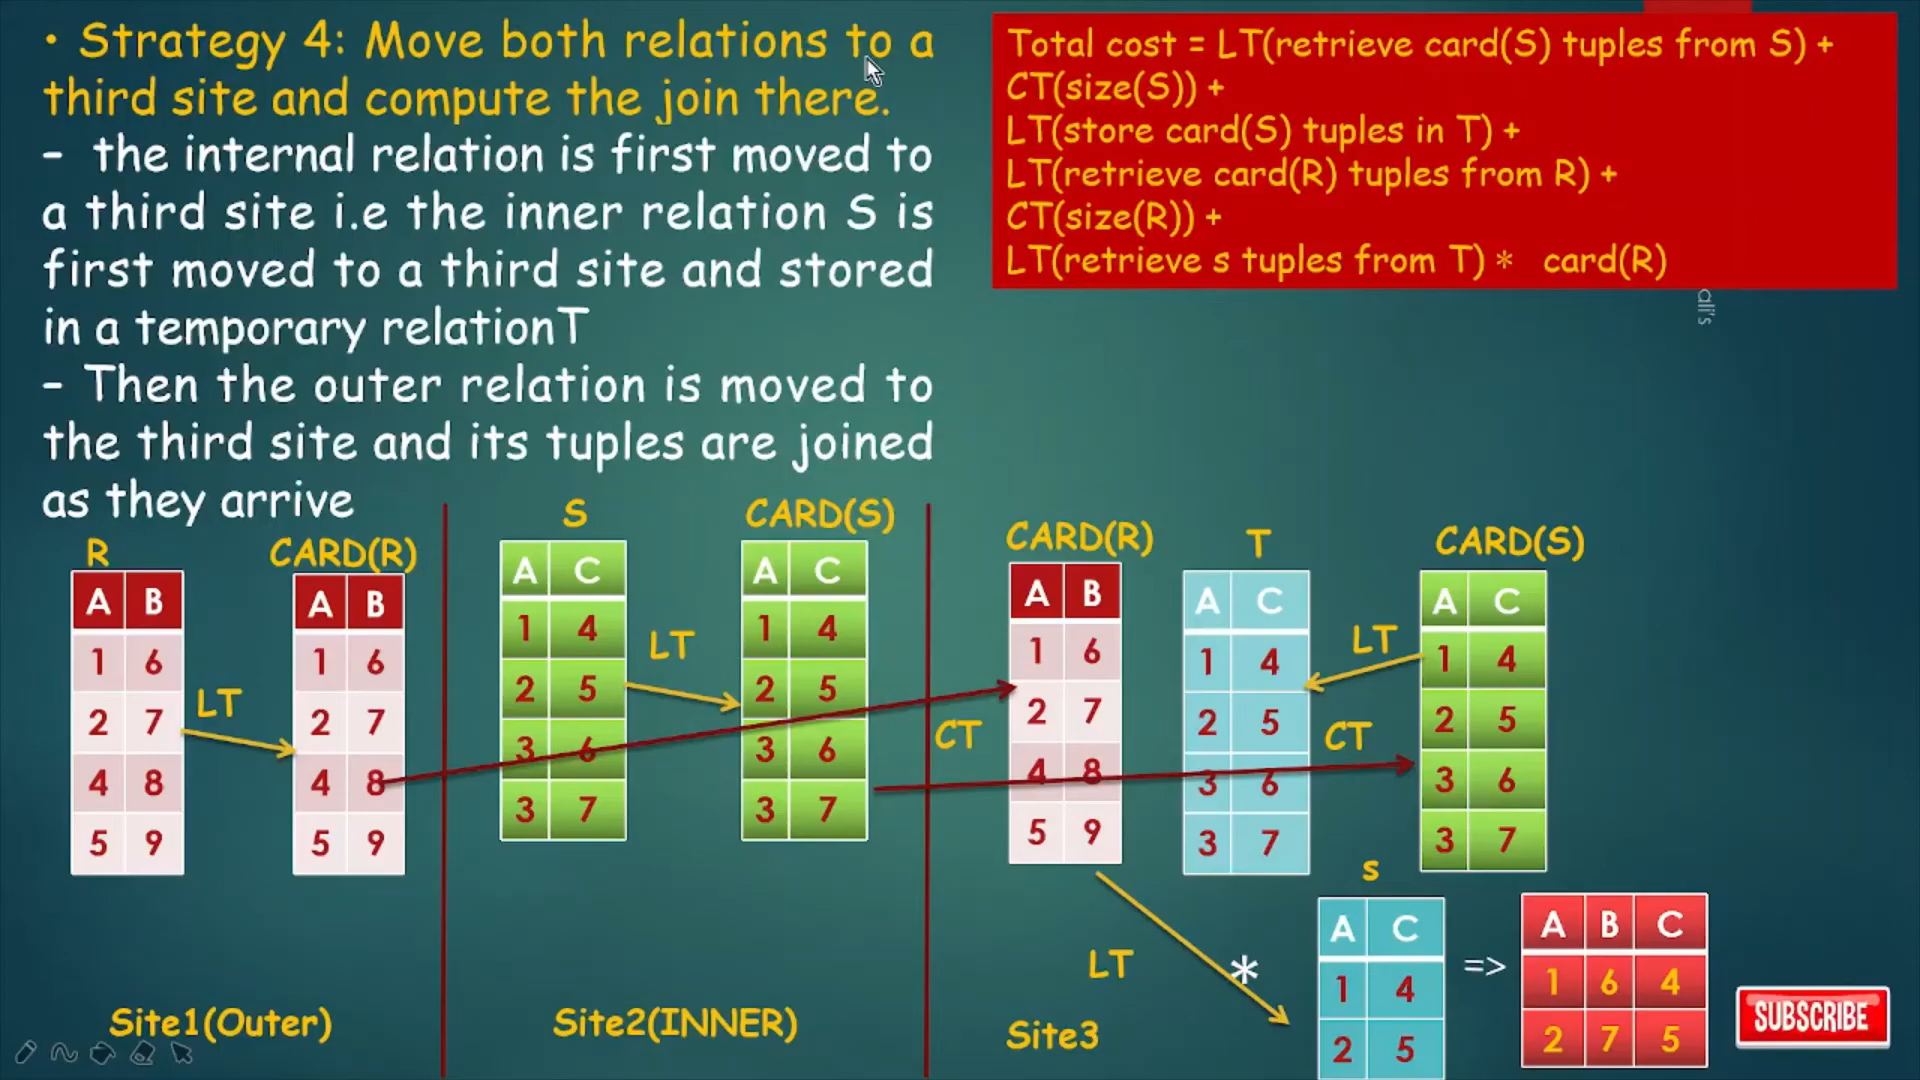 • Strategy 4: Move both relations to a
third site and compute the join there.
– the internal relation is first moved to
a third site i.e the inner relation S is
first moved to a third site and stored
in a temporary relationT
– Then the outer relation is moved to
the third site and its tuples are joined
as they arrive
Total cost = LT(retrieve card(S) tuples from S) +
CT(size(S)) +
LT(store card(S) tuples in T) +
LT(retrieve card(R) tuples from R) +
CT(size(R)) +
LT(retrieve s tuples from T) * card(R)
ali's
R
A B
1 6
2 7
4 8
5 9
LT
CARD(R)
A B
1 6
2 7
4 8
5 9
Site1(Outer)
S
A C
1 4
2 5
3 6
3 7
LT
CARD(S)
A C
1 4
2 5
3 6
3 7
Site2(INNER)
CT
CARD(R)
A B
1 6
2 7
4 8
5 9
T
A C
1 4
2 5
3 6
3 7
LT
CT
CARD(S)
A C
1 4
2 5
3 6
3 7
LT
*
s
A C
1 4
2 5
=>
A B C
1 6 4
2 7 5
Site3
SUBSCRIBE